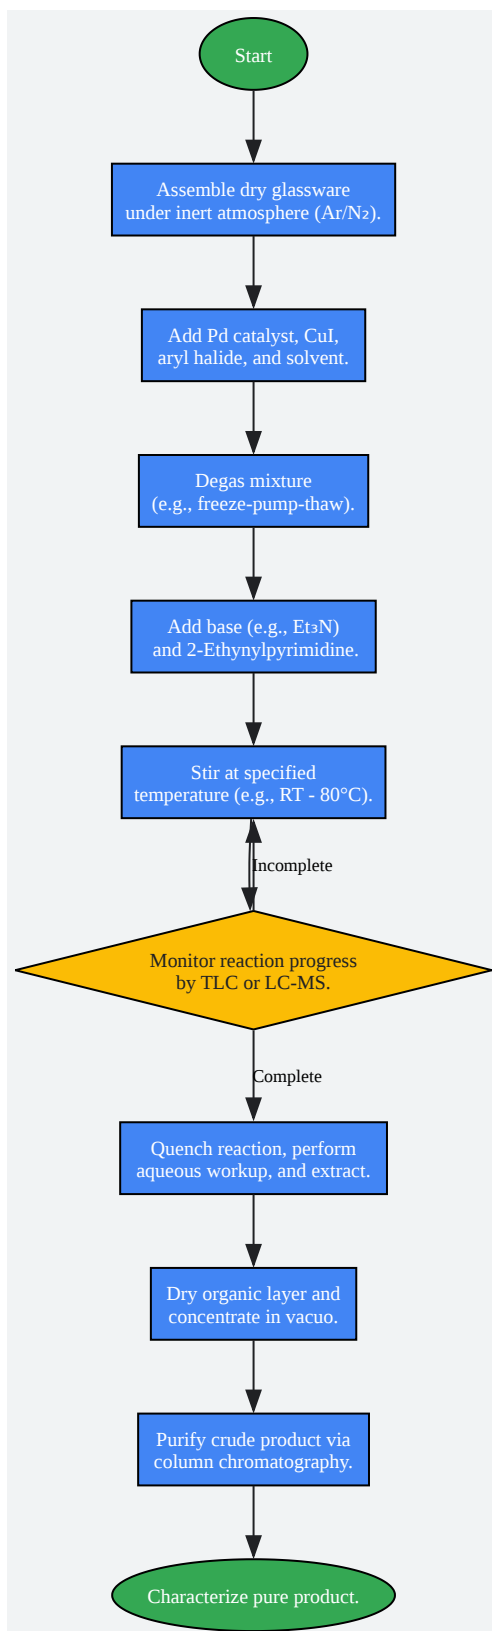 Start
Assemble dry glassware
under inert atmosphere (Ar/N₂).
Add Pd catalyst, CuI,
aryl halide, and solvent.
Degas mixture
(e.g., freeze-pump-thaw).
Add base (e.g., Et₃N)
and 2-Ethynylpyrimidine.
Stir at specified
temperature (e.g., RT - 80°C).
Incomplete
Monitor reaction progress
by TLC or LC-MS.
Complete
Quench reaction, perform
aqueous workup, and extract.
Dry organic layer and
concentrate in vacuo.
Purify crude product via
column chromatography.
Characterize pure product.